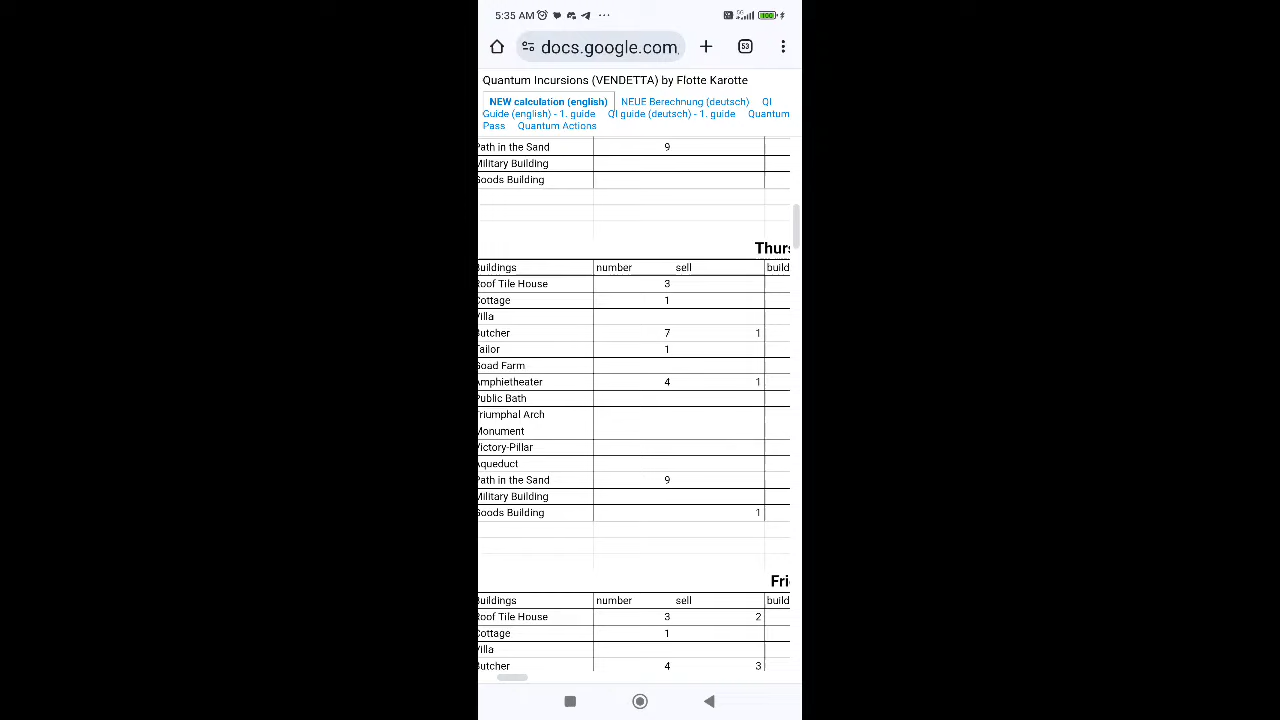 5:35 AM ... 5G 100
docs.google.com, 53
Quantum Incursions (VENDETTA) by Flotte Karotte
NEW calculation (english) NEUE Berechnung (deutsch) QI
Guide (english) - 1. guide QI guide (deutsch) - 1. guide Quantum
Pass Quantum Actions
Path in the Sand 9
Military Building
Goods Building
Thurs
Buildings number sell build
Roof Tile House 3
Cottage 1
Villa
Butcher 7 1
Tailor 1
Goad Farm
Amphietheater 4 1
Public Bath
Triumphal Arch
Monument
Victory-Pillar
Aqueduct
Path in the Sand 9
Military Building
Goods Building 1
Fri
Buildings number sell build
Roof Tile House 3 2
Cottage 1
Villa
Butcher 4 3